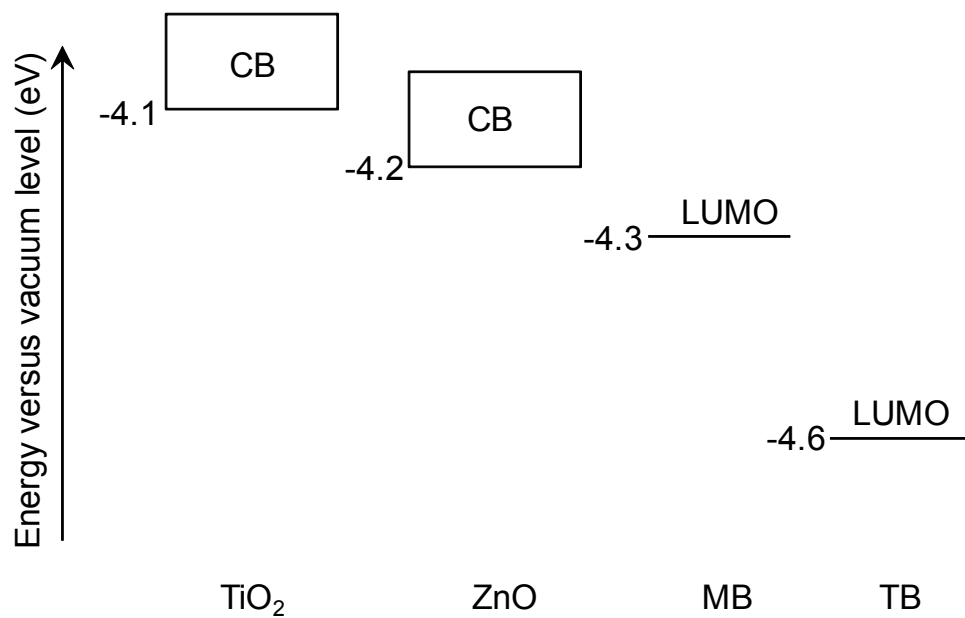 Energy versus vacuum level (eV)
CB
-4.1
CB
-4.2
LUMO
-4.3
LUMO
-4.6
TiO₂ ZnO MB TB